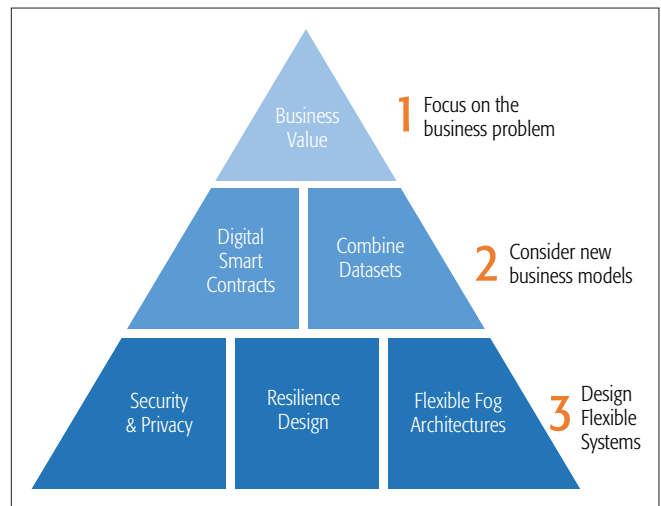 Business
Value
1
Focus on the
business problem
Digital
Smart
Contracts
Combine
Datasets
2
Consider new
business models
Security
& Privacy
Resilience
Design
Flexible Fog
Architectures
3
Design
Flexible
Systems